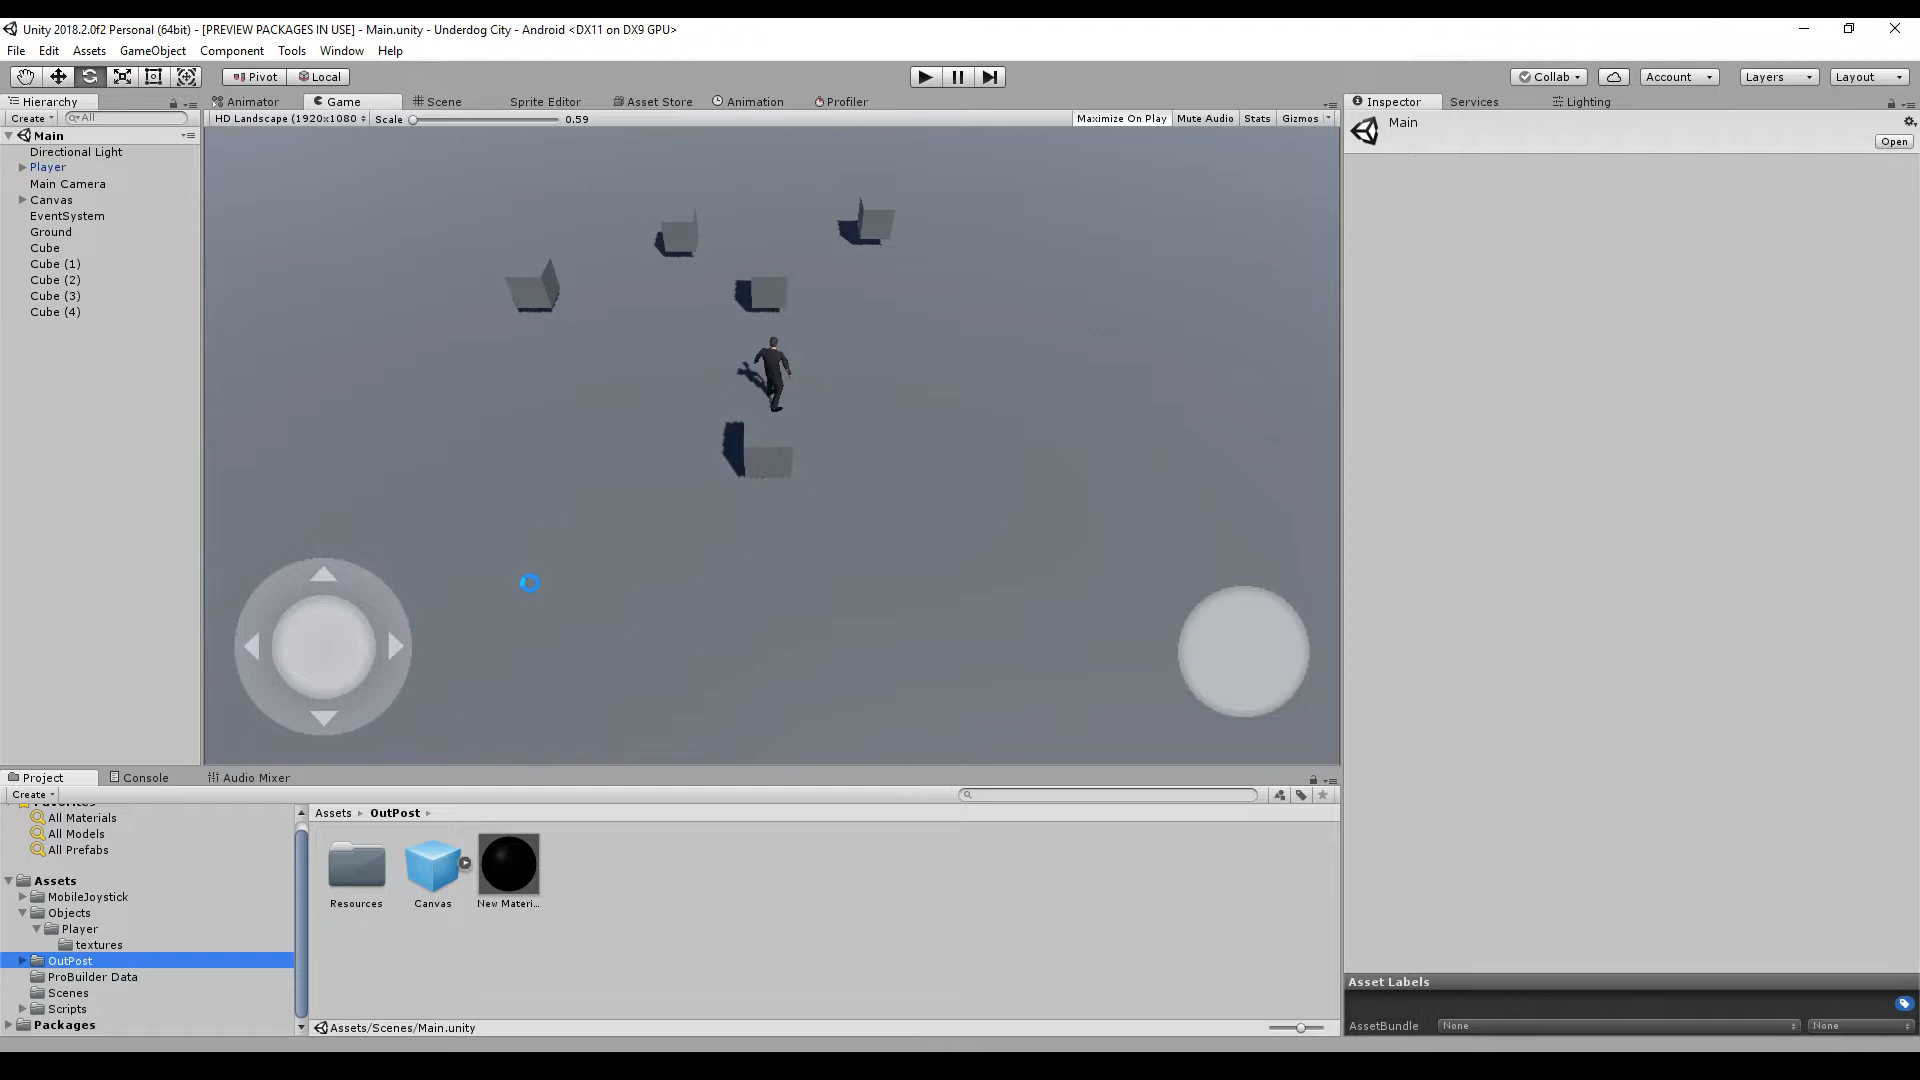 Unity 2018.2.0f2 Personal (64bit) - [PREVIEW PACKAGES IN USE] - Main.unity - Underdog City - Android <DX11 on DX9 GPU>
File Edit Assets GameObject Component Tools Window Help
Pivot Local Collab Account Layers Layout
Hierarchy Animator Game Scene Sprite Editor Asset Store Animation Profiler Inspector Services Lighting
Create All HD Landscape (1920x1080 Scale 0.59 Maximize On Play Mute Audio Stats Gizmos
Main
Open
Main
Directional Light
Player
Main Camera
Canvas
EventSystem
Ground
Cube
Cube (1)
Cube (2)
Cube (3)
Cube (4)
Project Console Audio Mixer
Create
Favorites
All Materials
All Models
All Prefabs
Assets
MobileJoystick
Objects
Player
textures
OutPost
ProBuilder Data
Scenes
Scripts
Packages
Assets OutPost
Resources Canvas New Materi...
Assets/Scenes/Main.unity
Asset Labels
AssetBundle None None